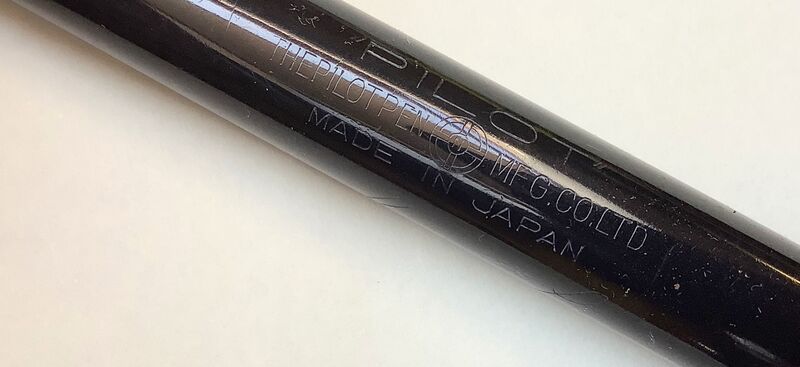 "PILOT"
THE PILOT PEN MFG.CO.LTD
MADE IN JAPAN